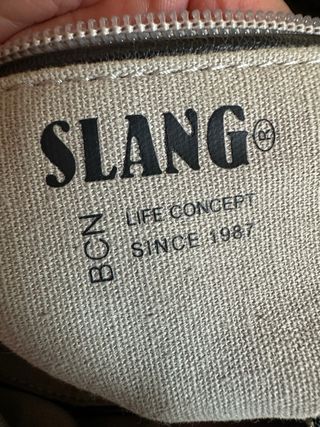 SLANG®
BCN
LIFE CONCEPT
SINCE 1987